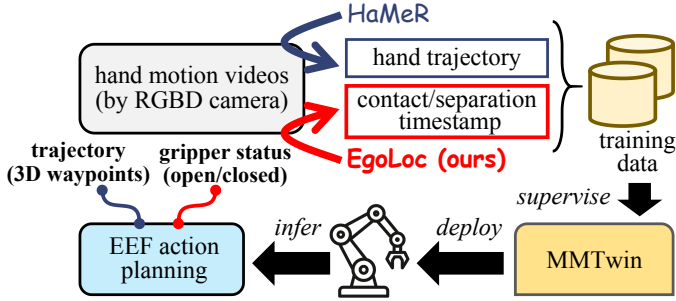 HaMeR
hand motion videos
(by RGBD camera)
hand trajectory
contact/separation
timestamp
EgoLoc (ours)
training
data
trajectory
(3D waypoints)
gripper status
(open/closed)
supervise
EEF action
planning
infer
deploy
MMTwin